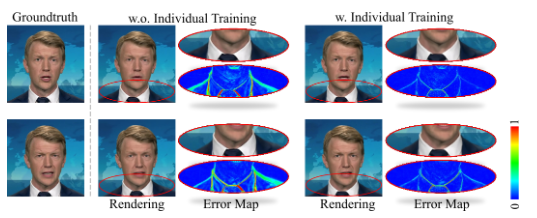 Groundtruth
w.o. Individual Training
w. Individual Training
1
0
Rendering
Error Map
Rendering
Error Map